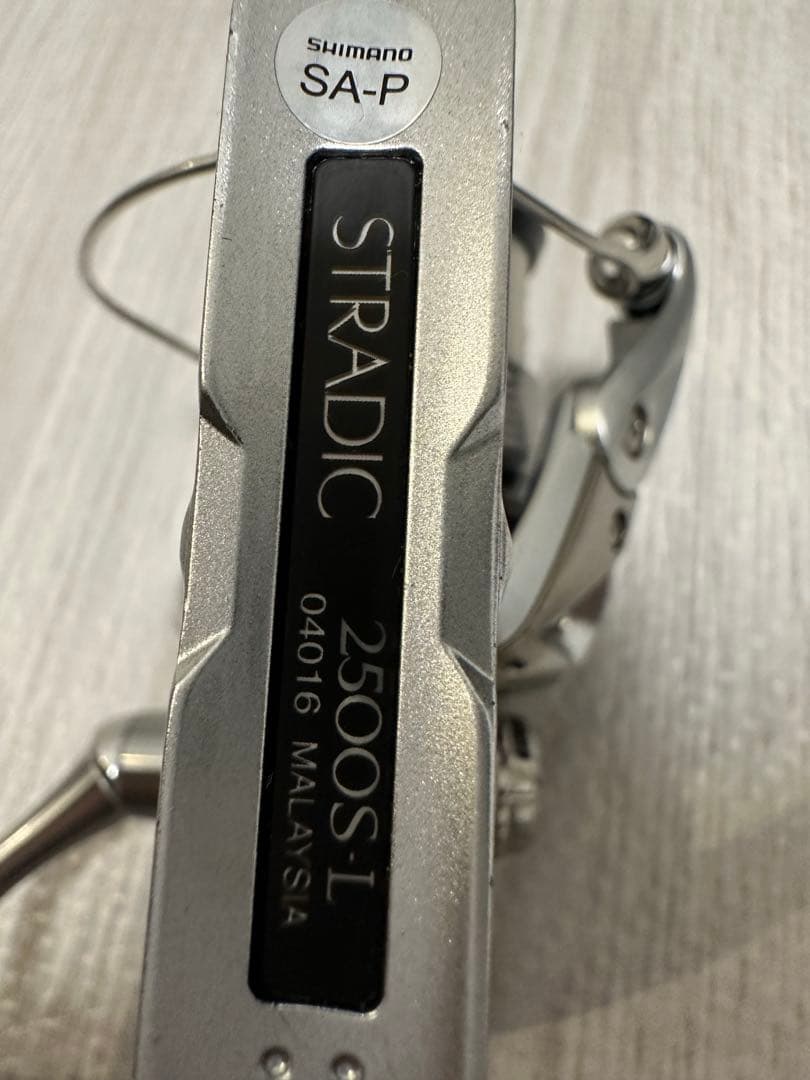 SHIMANO
SA-P
STRADIC 2500S-L
04016 MALAYSIA